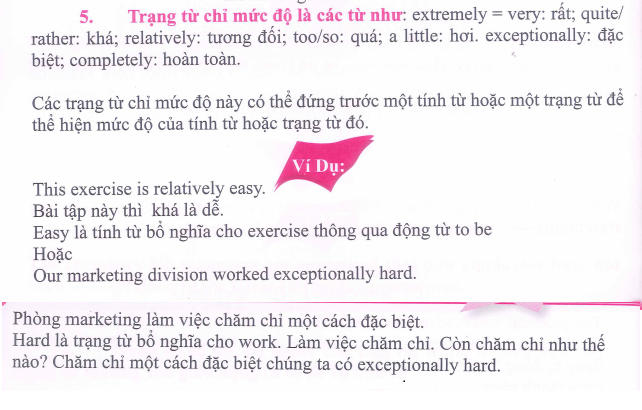 5. Trạng từ chỉ mức độ là các từ như: extremely = very: rất; quite/
rather: khá; relatively: tương đối; too/so: quá; a little: hơi. exceptionally: đặc
biệt; completely: hoàn toàn.
Các trạng từ chỉ mức độ này có thể đứng trước một tính từ hoặc một trạng từ để
thể hiện mức độ của tính từ hoặc trạng từ đó.
Ví Dụ:
This exercise is relatively easy.
Bài tập này thì khá là dễ.
Easy là tính từ bổ nghĩa cho exercise thông qua động từ to be
Hoặc
Our marketing division worked exceptionally hard.
Phòng marketing làm việc chăm chỉ một cách đặc biệt.
Hard là trạng từ bổ nghĩa cho work. Làm việc chăm chỉ. Còn chăm chỉ như thế
nào? Chăm chỉ một cách đặc biệt chúng ta có exceptionally hard.